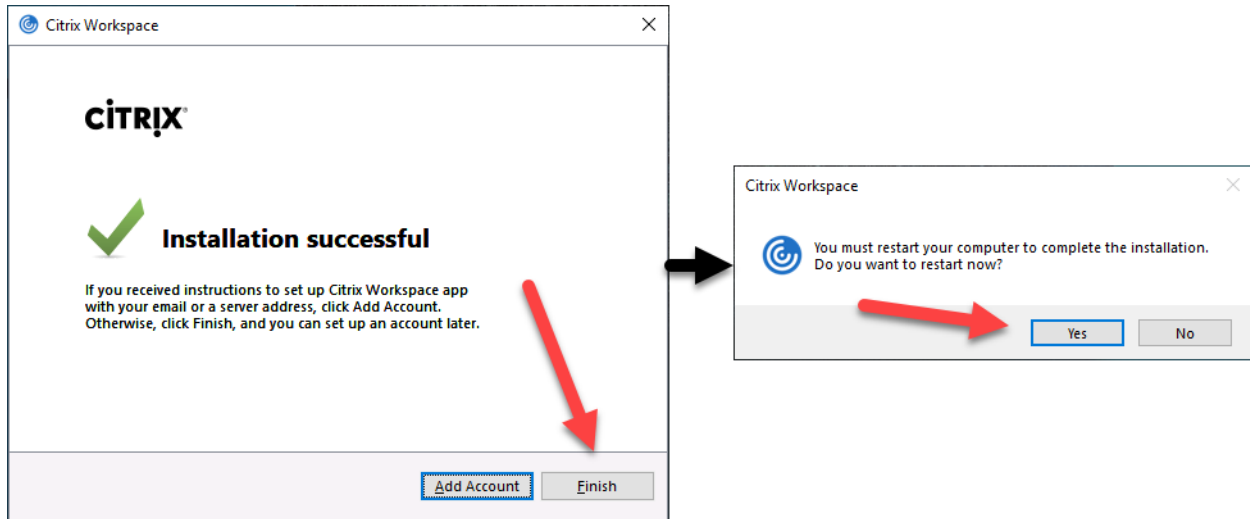 Citrix Workspace
CİTRỊX®
Installation successful
If you received instructions to set up Citrix Workspace app
with your email or a server address, click Add Account.
Otherwise, click Finish, and you can set up an account later.
Add Account
Finish
Citrix Workspace
You must restart your computer to complete the installation.
Do you want to restart now?
Yes
No